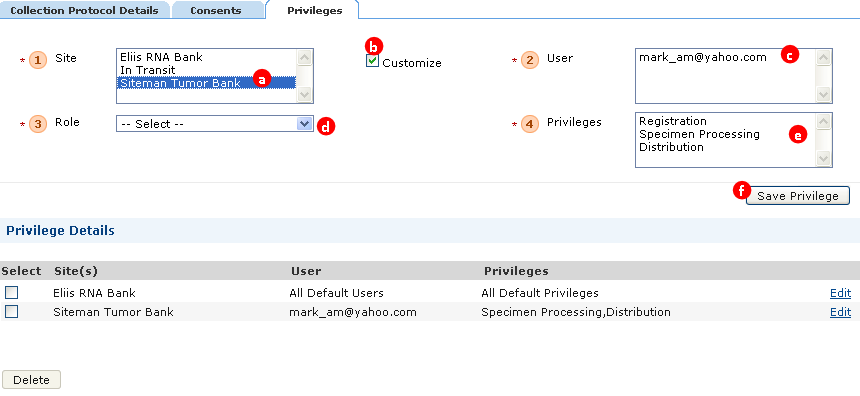 Collection Protocol Details Consents Privileges
* 1 Site Eliis RNA Bank b Customize * 2 User mark_am@yahoo.com c
In Transit
Siteman Tumor Bank a
* 3 Role -- Select -- d * 4 Privileges Registration
Specimen Processing e
Distribution
f Save Privilege
Privilege Details
Select Site(s) User Privileges
Eliis RNA Bank All Default Users All Default Privileges Edit
Siteman Tumor Bank mark_am@yahoo.com Specimen Processing,Distribution Edit
Delete